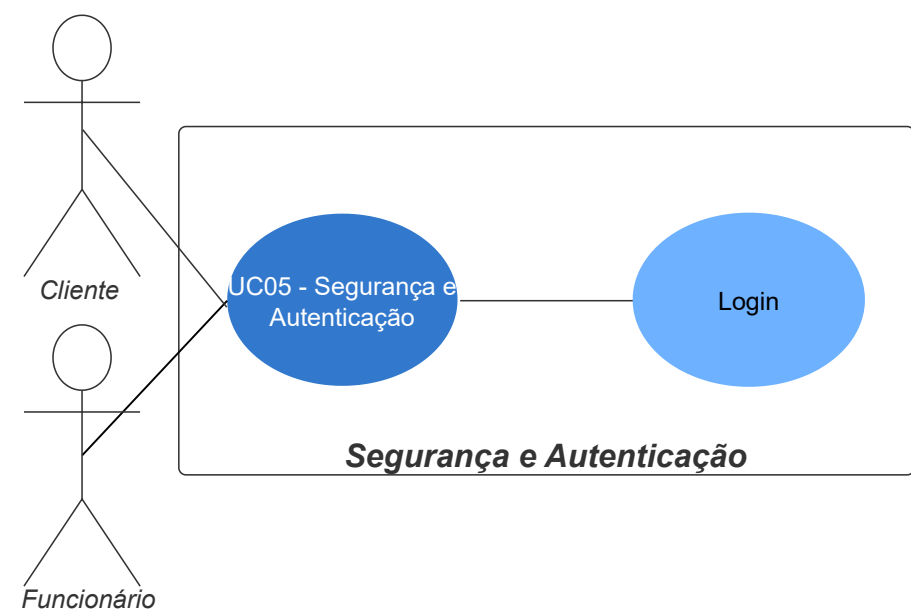 Cliente
UC05 - Segurança e
Autenticação
Login
Segurança e Autenticação
Funcionário